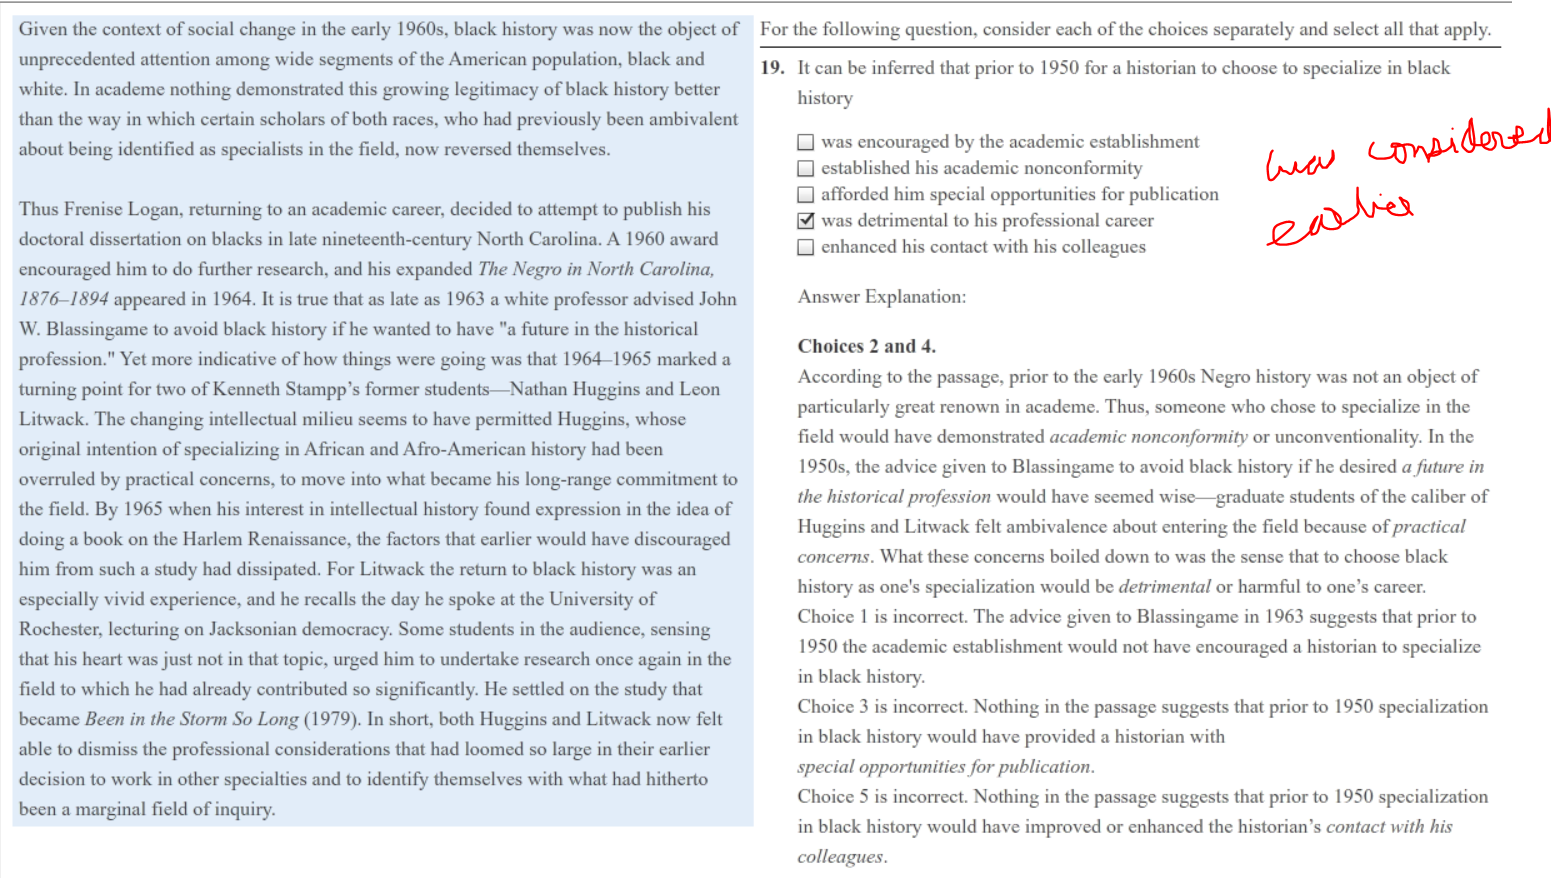 Given the context of social change in the early 1960s, black history was now the object of
unprecedented attention among wide segments of the American population, black and
white. In academe nothing demonstrated this growing legitimacy of black history better
than the way in which certain scholars of both races, who had previously been ambivalent
about being identified as specialists in the field, now reversed themselves.
Thus Frenise Logan, returning to an academic career, decided to attempt to publish his
doctoral dissertation on blacks in late nineteenth-century North Carolina. A 1960 award
encouraged him to do further research, and his expanded The Negro in North Carolina,
1876–1894 appeared in 1964. It is true that as late as 1963 a white professor advised John
W. Blassingame to avoid black history if he wanted to have "a future in the historical
profession." Yet more indicative of how things were going was that 1964–1965 marked a
turning point for two of Kenneth Stampp’s former students—Nathan Huggins and Leon
Litwack. The changing intellectual milieu seems to have permitted Huggins, whose
original intention of specializing in African and Afro-American history had been
overruled by practical concerns, to move into what became his long-range commitment to
the field. By 1965 when his interest in intellectual history found expression in the idea of
doing a book on the Harlem Renaissance, the factors that earlier would have discouraged
him from such a study had dissipated. For Litwack the return to black history was an
especially vivid experience, and he recalls the day he spoke at the University of
Rochester, lecturing on Jacksonian democracy. Some students in the audience, sensing
that his heart was just not in that topic, urged him to undertake research once again in the
field to which he had already contributed so significantly. He settled on the study that
became Been in the Storm So Long (1979). In short, both Huggins and Litwack now felt
able to dismiss the professional considerations that had loomed so large in their earlier
decision to work in other specialties and to identify themselves with what had hitherto
been a marginal field of inquiry.
For the following question, consider each of the choices separately and select all that apply.
19. It can be inferred that prior to 1950 for a historian to choose to specialize in black
history
was encouraged by the academic establishment
established his academic nonconformity
afforded him special opportunities for publication
was detrimental to his professional career
enhanced his contact with his colleagues
was considered
earlier
Answer Explanation:
Choices 2 and 4.
According to the passage, prior to the early 1960s Negro history was not an object of
particularly great renown in academe. Thus, someone who chose to specialize in the
field would have demonstrated academic nonconformity or unconventionality. In the
1950s, the advice given to Blassingame to avoid black history if he desired a future in
the historical profession would have seemed wise—graduate students of the caliber of
Huggins and Litwack felt ambivalence about entering the field because of practical
concerns. What these concerns boiled down to was the sense that to choose black
history as one's specialization would be detrimental or harmful to one’s career.
Choice 1 is incorrect. The advice given to Blassingame in 1963 suggests that prior to
1950 the academic establishment would not have encouraged a historian to specialize
in black history.
Choice 3 is incorrect. Nothing in the passage suggests that prior to 1950 specialization
in black history would have provided a historian with
special opportunities for publication.
Choice 5 is incorrect. Nothing in the passage suggests that prior to 1950 specialization
in black history would have improved or enhanced the historian’s contact with his
colleagues.